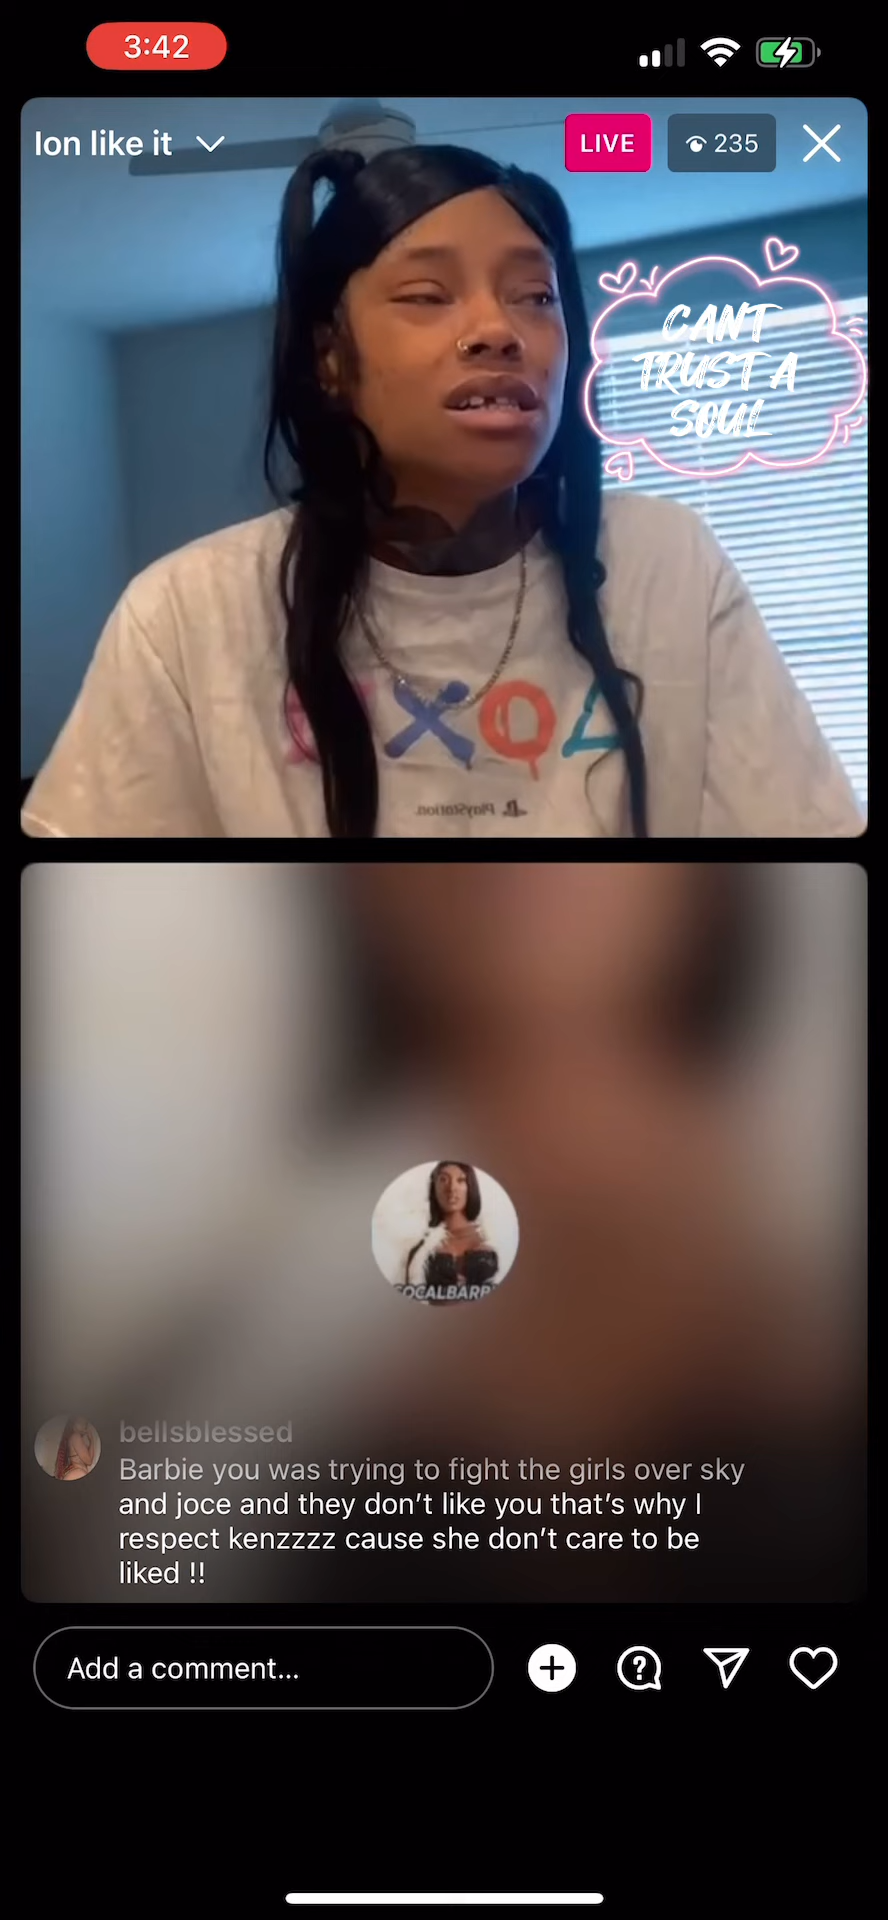 3:42
Ion like it
LIVE
235
CANT
TRUST A
SOUL
PlayStation.
OCALBARB
bellsblessed
Barbie you was trying to fight the girls over sky
and joce and they don't like you that's why I
respect kenzzzz cause she don't care to be
liked !!
Add a comment...